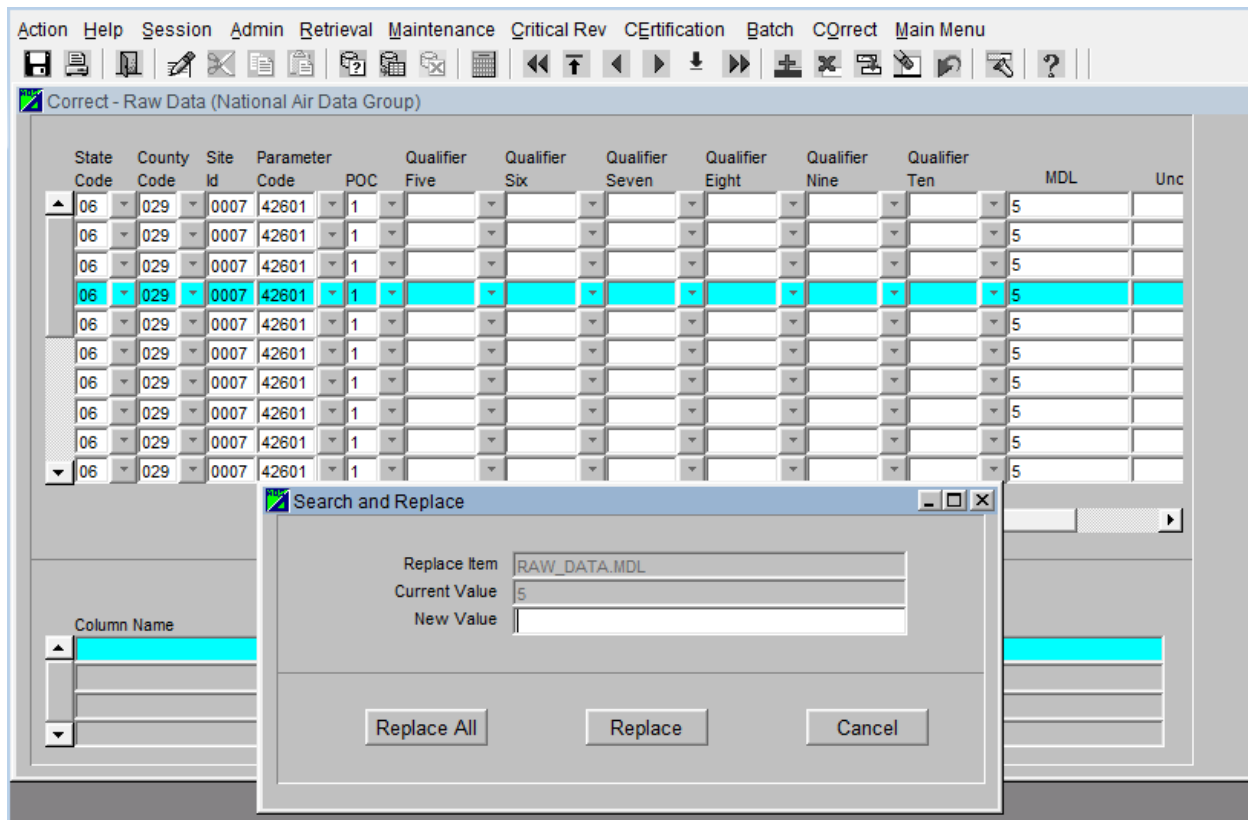 Action Help Session Admin Retrieval Maintenance Critical Rev CErtification Batch COrrect Main Menu
Correct - Raw Data (National Air Data Group)
State County Site Parameter Qualifier Qualifier Qualifier Qualifier Qualifier Qualifier
Code Code Id Code POC Five Six Seven Eight Nine Ten MDL Unc
06 029 0007 42601 1 5
06 029 0007 42601 1 5
06 029 0007 42601 1 5
06 029 0007 42601 1 5
06 029 0007 42601 1 5
06 029 0007 42601 1 5
06 029 0007 42601 1 5
06 029 0007 42601 1 5
06 029 0007 42601 1 5
06 029 0007 42601 1 5
Search and Replace
Replace Item RAW_DATA.MDL
Current Value 5
New Value
Column Name
Replace All Replace Cancel